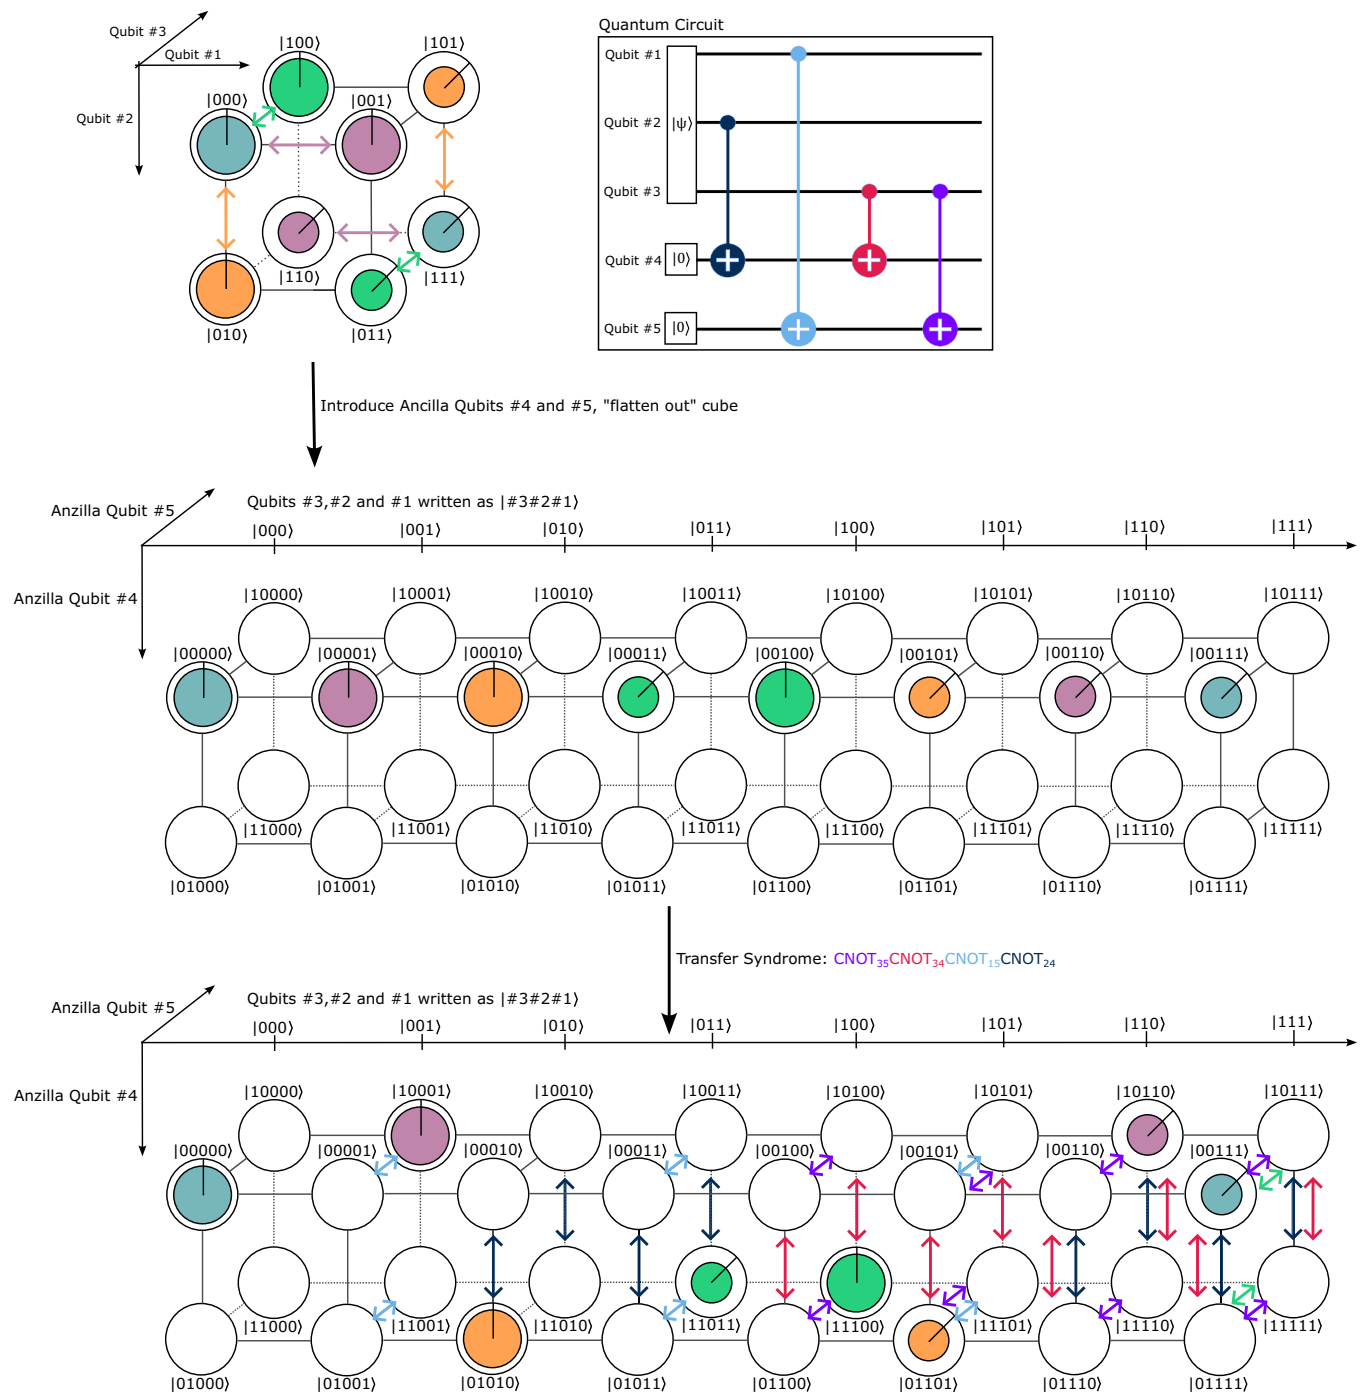 Qubit #3
Qubit #1
Qubit #2
|100⟩
|101⟩
|000⟩
|001⟩
|110⟩
|111⟩
|010⟩
|011⟩
Quantum Circuit
Qubit #1
Qubit #2
|ψ⟩
Qubit #3
Qubit #4 |0⟩
Qubit #5 |0⟩
Introduce Ancilla Qubits #4 and #5, "flatten out" cube
Anzilla Qubit #5
Qubits #3,#2 and #1 written as |#3#2#1⟩
|000⟩ |001⟩ |010⟩ |011⟩ |100⟩ |101⟩ |110⟩ |111⟩
Anzilla Qubit #4
|10000⟩ |10001⟩ |10010⟩ |10011⟩ |10100⟩ |10101⟩ |10110⟩ |10111⟩
|00000⟩ |00001⟩ |00010⟩ |00011⟩ |00100⟩ |00101⟩ |00110⟩ |00111⟩
|11000⟩ |11001⟩ |11010⟩ |11011⟩ |11100⟩ |11101⟩ |11110⟩ |11111⟩
|01000⟩ |01001⟩ |01010⟩ |01011⟩ |01100⟩ |01101⟩ |01110⟩ |01111⟩
Transfer Syndrome: CNOT₃₅CNOT₃₄CNOT₁₅CNOT₂₄
Anzilla Qubit #5
Qubits #3,#2 and #1 written as |#3#2#1⟩
|000⟩ |001⟩ |010⟩ |011⟩ |100⟩ |101⟩ |110⟩ |111⟩
Anzilla Qubit #4
|10000⟩ |10001⟩ |10010⟩ |10011⟩ |10100⟩ |10101⟩ |10110⟩ |10111⟩
|00000⟩ |00001⟩ |00010⟩ |00011⟩ |00100⟩ |00101⟩ |00110⟩ |00111⟩
|11000⟩ |11001⟩ |11010⟩ |11011⟩ |11100⟩ |11101⟩ |11110⟩ |11111⟩
|01000⟩ |01001⟩ |01010⟩ |01011⟩ |01100⟩ |01101⟩ |01110⟩ |01111⟩